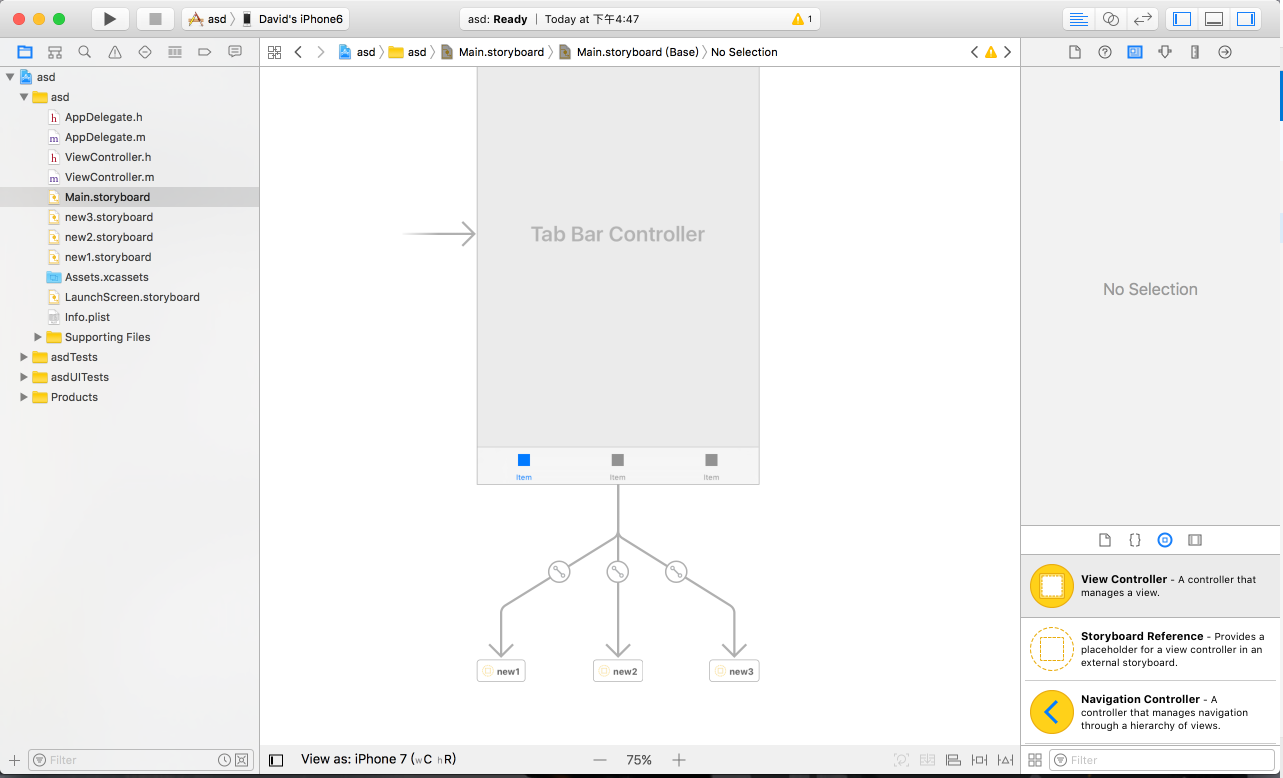 asd
David's iPhone6
asd: Ready
Today at 下午4:47
1
asd
asd
Main.storyboard
Main.storyboard (Base)
No Selection
asd
asd
h AppDelegate.h
m AppDelegate.m
h ViewController.h
m ViewController.m
Main.storyboard
new3.storyboard
new2.storyboard
new1.storyboard
Assets.xcassets
LaunchScreen.storyboard
Info.plist
Supporting Files
asdTests
asdUITests
Products
Filter
Tab Bar Controller
Item
Item
Item
new1
new2
new3
View as: iPhone 7 (wC hR)
75%
No Selection
{}
View Controller - A controller that
manages a view.
Storyboard Reference - Provides a
placeholder for a view controller in an
external storyboard.
Navigation Controller - A
controller that manages navigation
through a hierarchy of views.
Filter